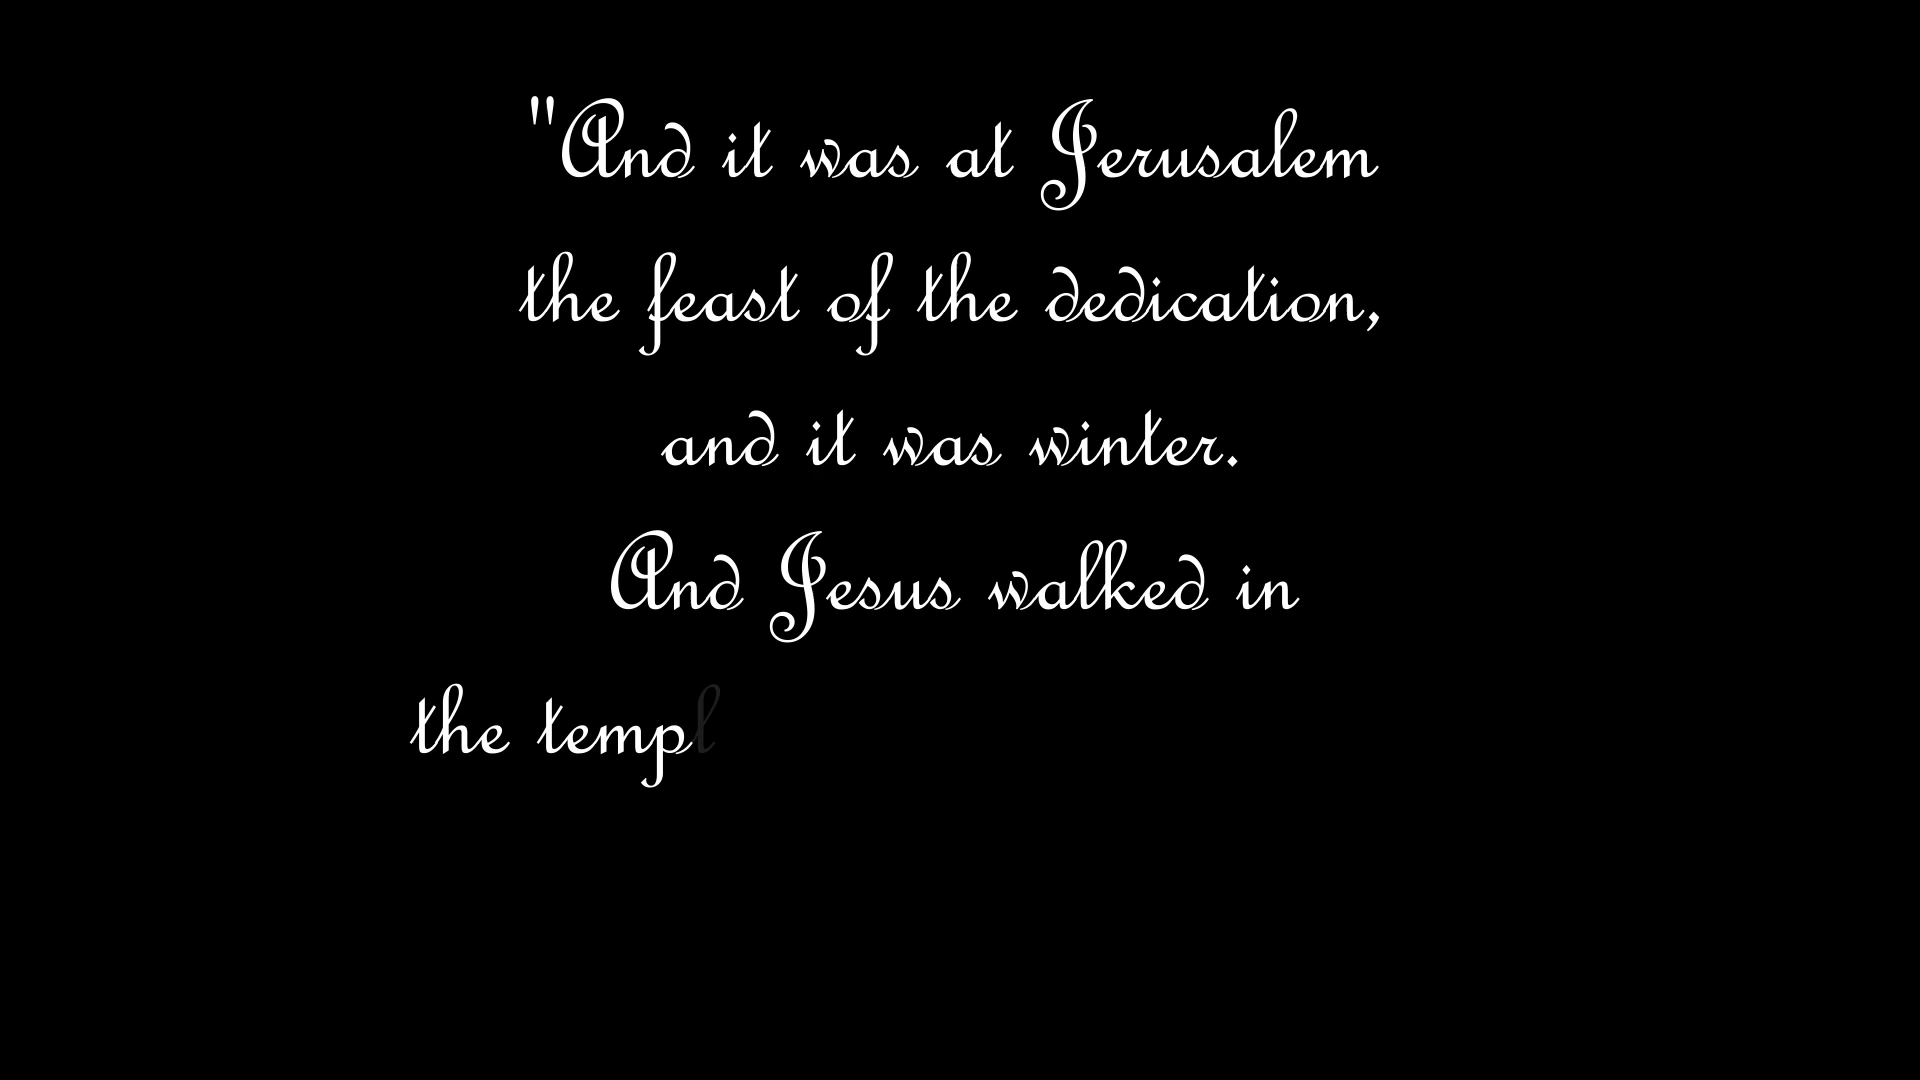 "And it was at Jerusalem
the feast of the dedication,
and it was winter.
And Jesus walked in
the templ